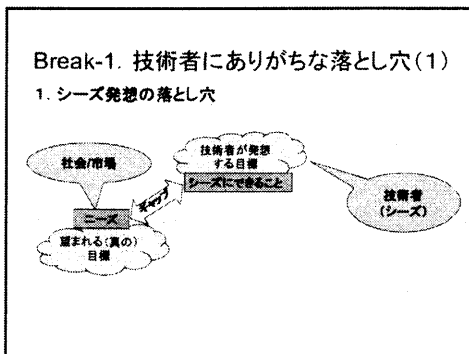 Break-1. 技術者にありがちな落とし穴(1)
1. シーズ発想の落とし穴
社会/市場
ニーズ
望まれる(真の)
目標
ギャップ
技術者が発想
する目標
シーズにできること
技術者
(シーズ)